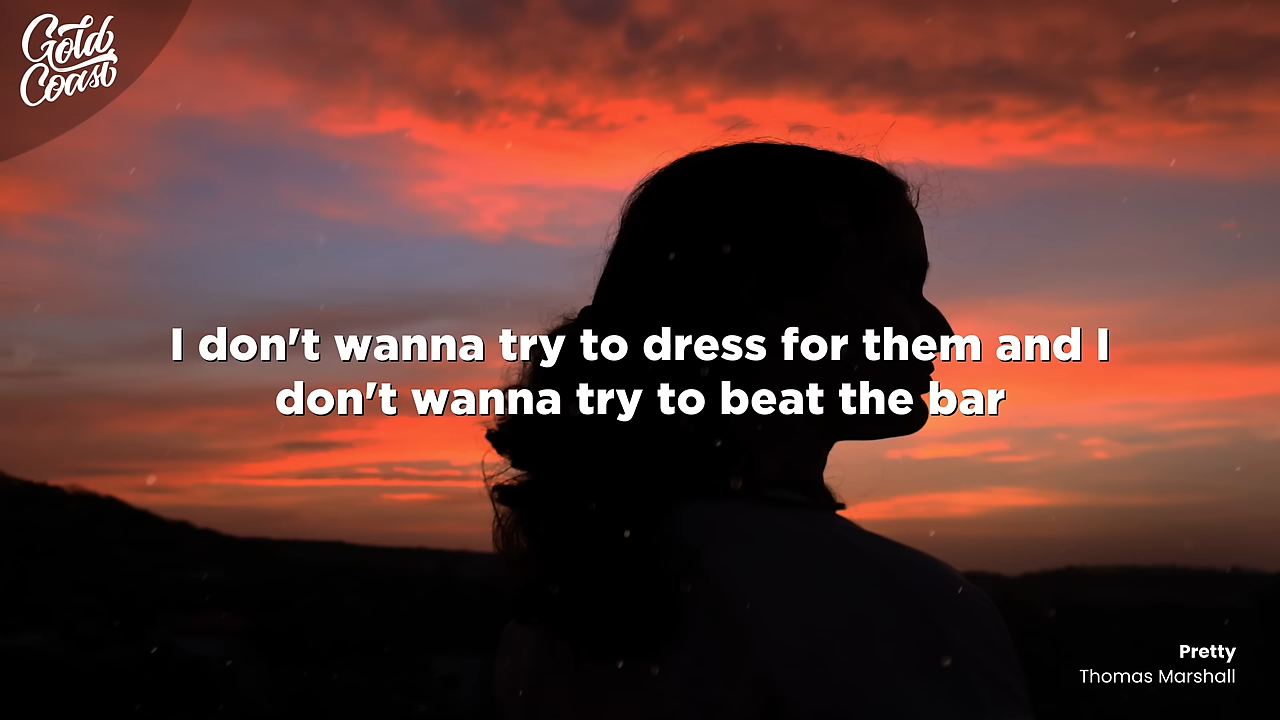 Gold
Coast
I don't wanna try to dress for them and I
don't wanna try to beat the bar
Pretty
Thomas Marshall